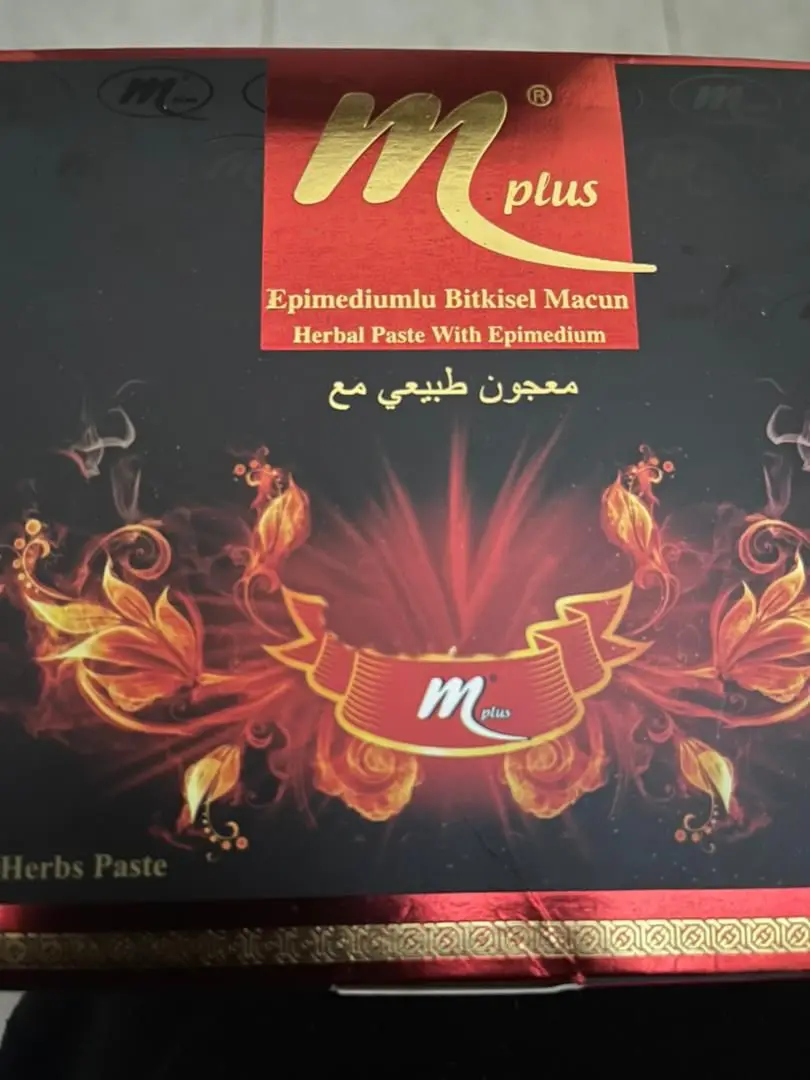 m plus ®
Epimediumlu Bitkisel Macun
Herbal Paste With Epimedium
معجون طبيعي مع
m plus
Herbs Paste